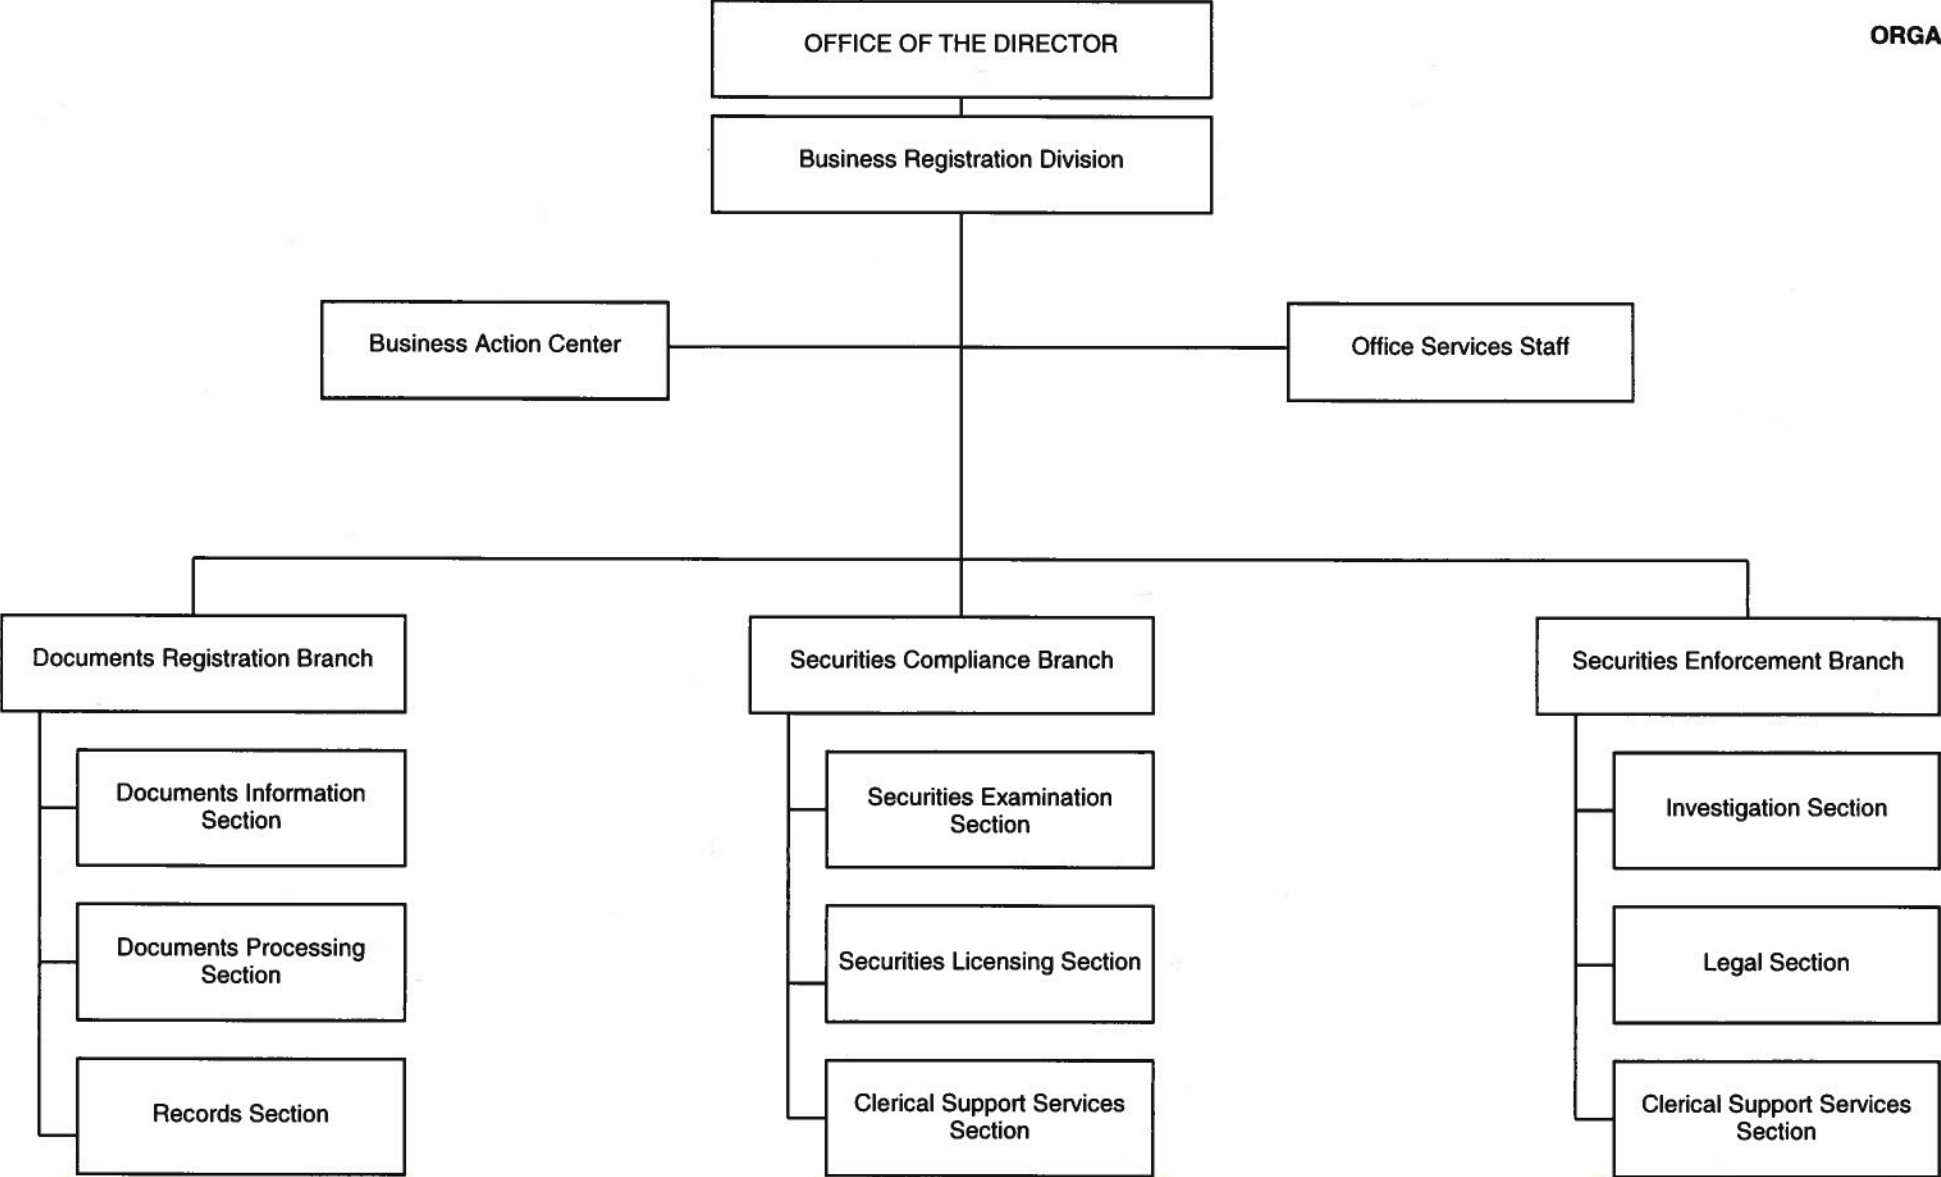 OFFICE OF THE DIRECTOR
ORGA
Business Registration Division
Business Action Center
Office Services Staff
Documents Registration Branch
Securities Compliance Branch
Securities Enforcement Branch
Documents Information
Section
Securities Examination
Section
Investigation Section
Documents Processing
Section
Securities Licensing Section
Legal Section
Records Section
Clerical Support Services
Section
Clerical Support Services
Section